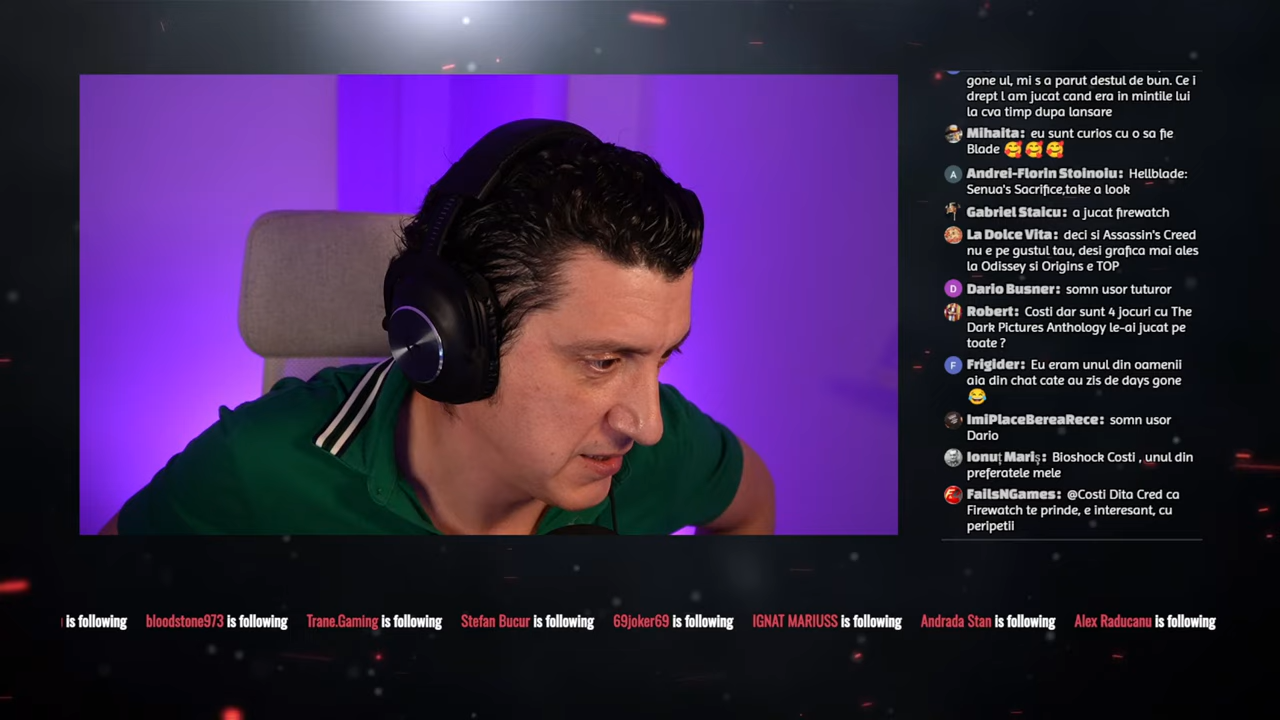 gone ul, mi s a parut destul de bun. Ce i
drept l am jucat cand era in mintile lui
la cva timp dupa lansare
Mihaita: eu sunt curios cu o sa fie
Blade 🥰 🥰 🥰
A Andrei-Florin Stoinoiu: Hellblade:
Senua's Sacrifice,take a look
Gabriel Staicu: a jucat firewatch
La Dolce Vita: deci si Assassin's Creed
nu e pe gustul tau, desi grafica mai ales
la Odissey si Origins e TOP
D Dario Busner: somn usor tuturor
Robert: Costi dar sunt 4 jocuri cu The
Dark Pictures Anthology le-ai jucat pe
toate ?
F Frigider: Eu eram unul din oamenii
aia din chat cate au zis de days gone
😂
ImiPlaceBereaRece: somn usor
Dario
Ionuț Mariș: Bioshock Costi , unul din
preferatele mele
FailsNGames: @Costi Dita Cred ca
Firewatch te prinde, e interesant, cu
peripetii
is following bloodstone973 is following Trane.Gaming is following Stefan Bucur is following 69joker69 is following IGNAT MARIUSS is following Andrada Stan is following Alex Raducanu is following